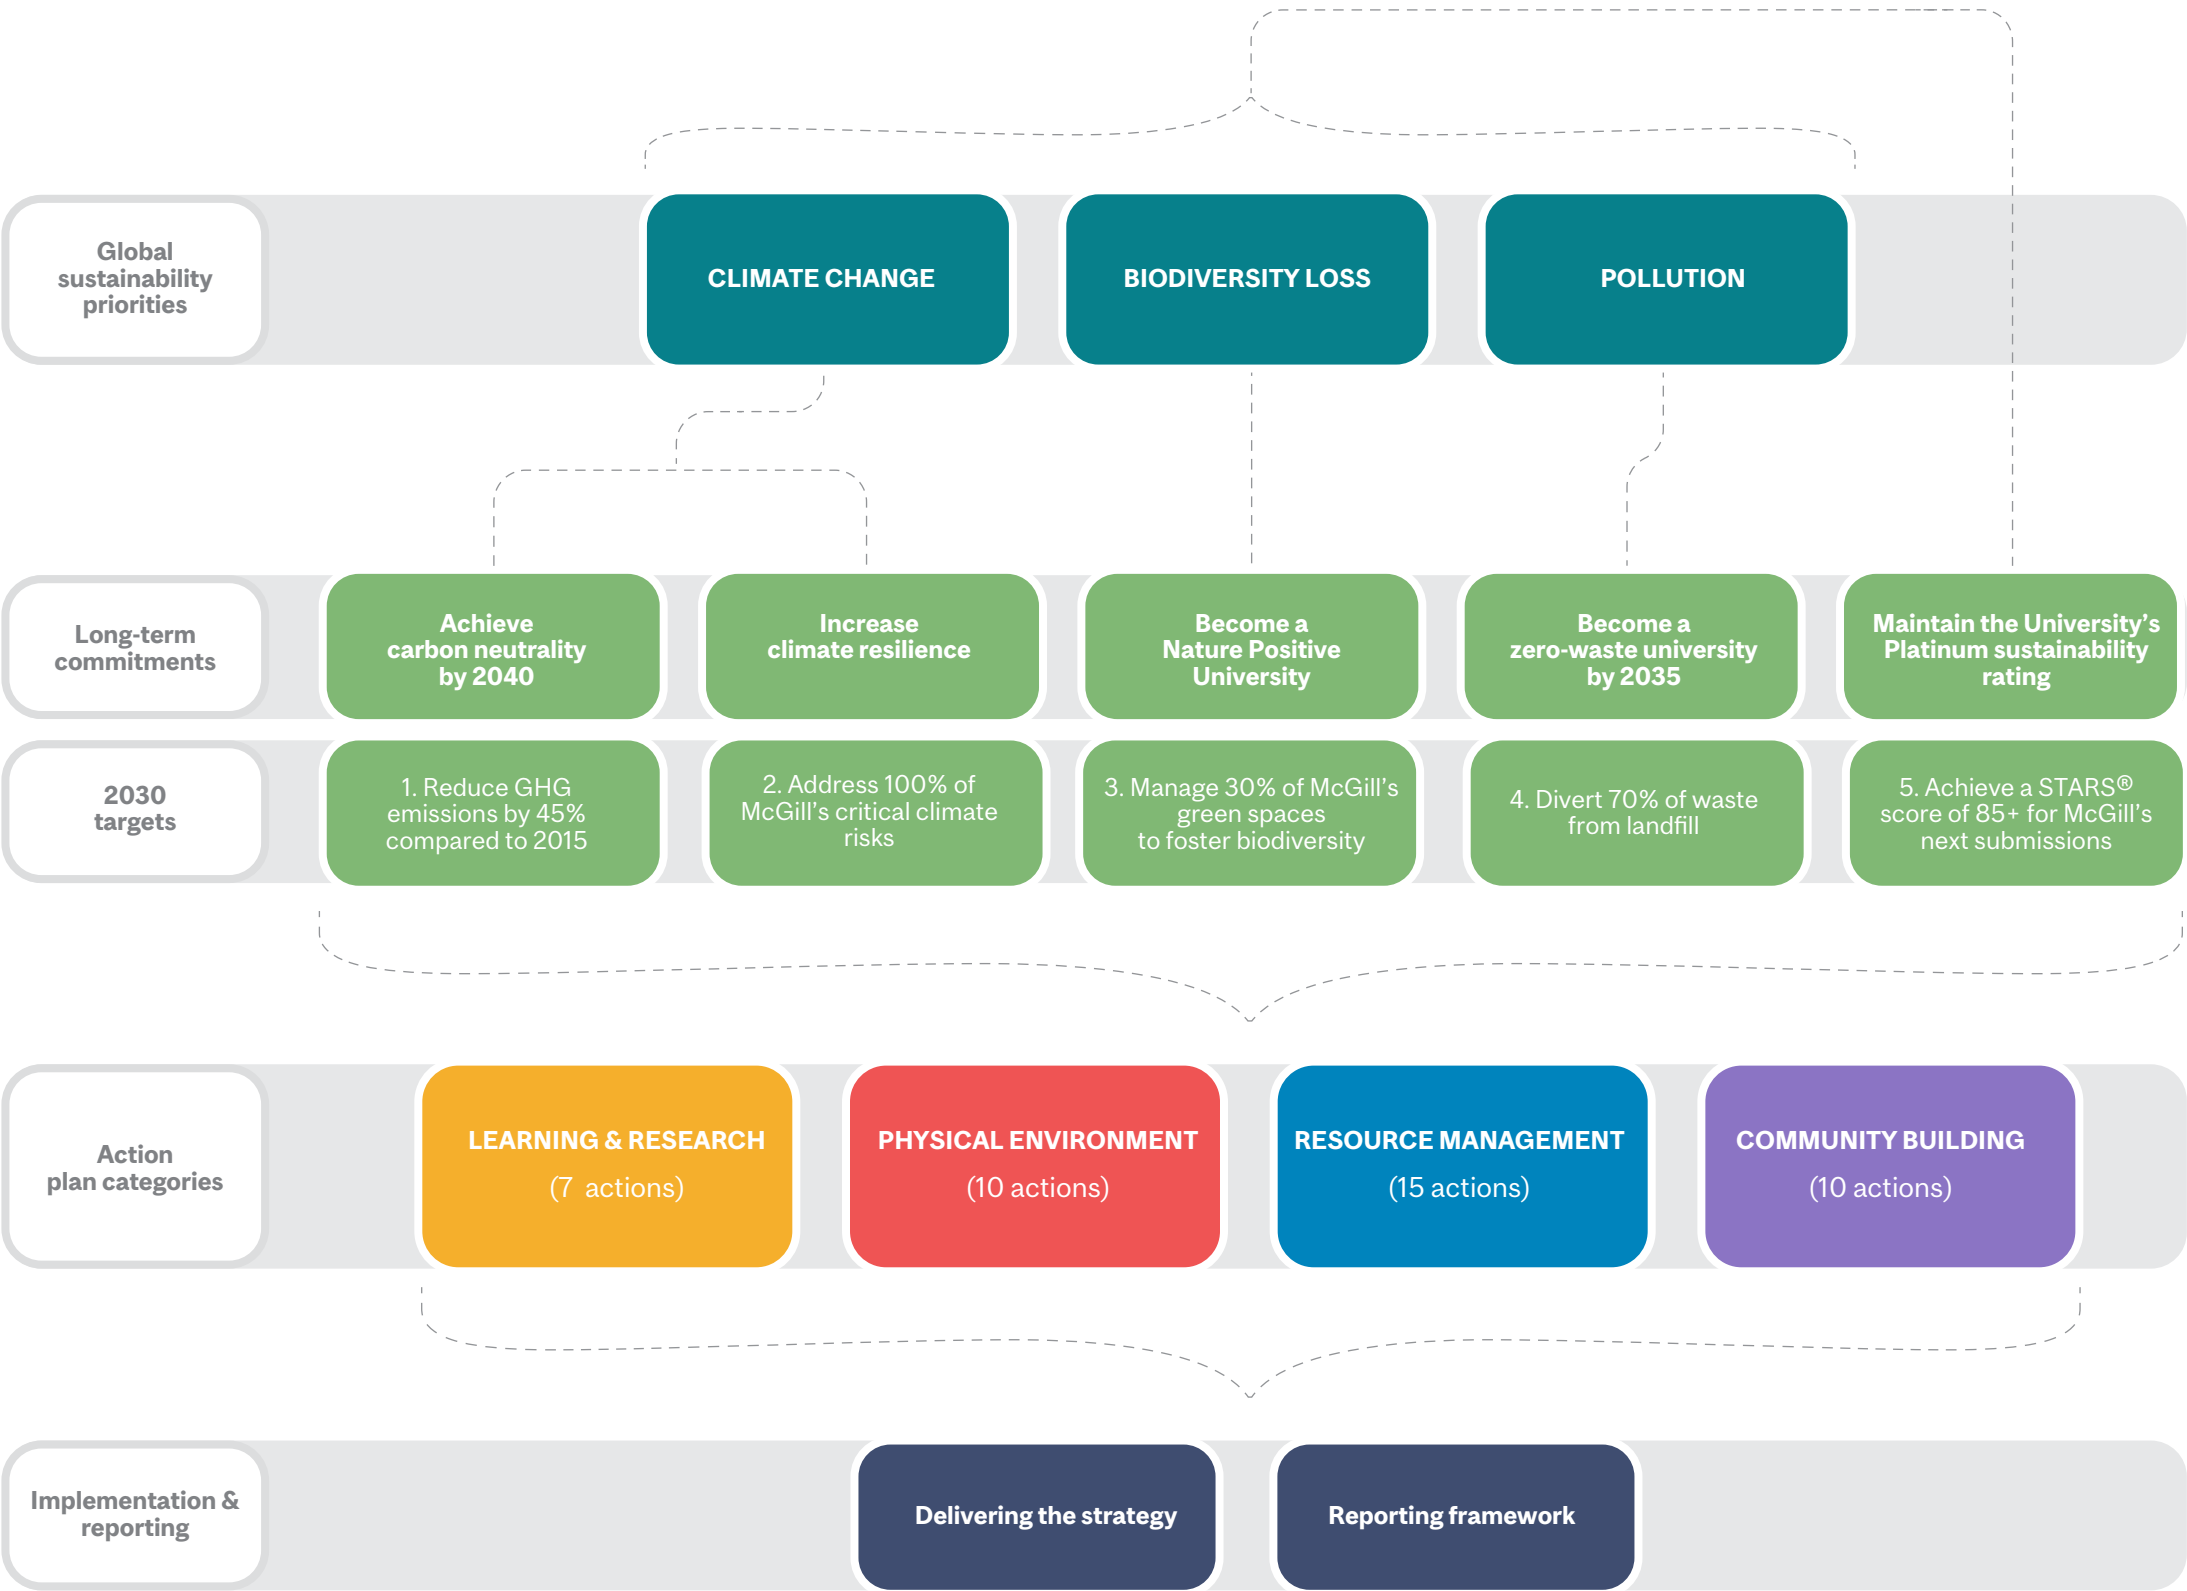 Global
sustainability
priorities
CLIMATE CHANGE
BIODIVERSITY LOSS
POLLUTION
Long-term
commitments
Achieve
carbon neutrality
by 2040
Increase
climate resilience
Become a
Nature Positive
University
Become a
zero-waste university
by 2035
Maintain the University's
Platinum sustainability
rating
2030
targets
1. Reduce GHG
emissions by 45%
compared to 2015
2. Address 100% of
McGill's critical climate
risks
3. Manage 30% of McGill's
green spaces
to foster biodiversity
4. Divert 70% of waste
from landfill
5. Achieve a STARS®
score of 85+ for McGill's
next submissions
Action
plan categories
LEARNING & RESEARCH
(7 actions)
PHYSICAL ENVIRONMENT
(10 actions)
RESOURCE MANAGEMENT
(15 actions)
COMMUNITY BUILDING
(10 actions)
Implementation &
reporting
Delivering the strategy
Reporting framework